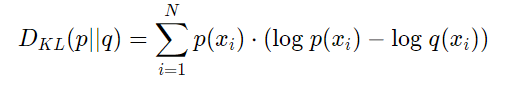 D_{KL}(p||q) = \sum_{i=1}^{N} p(x_i) \cdot (\log p(x_i) - \log q(x_i))